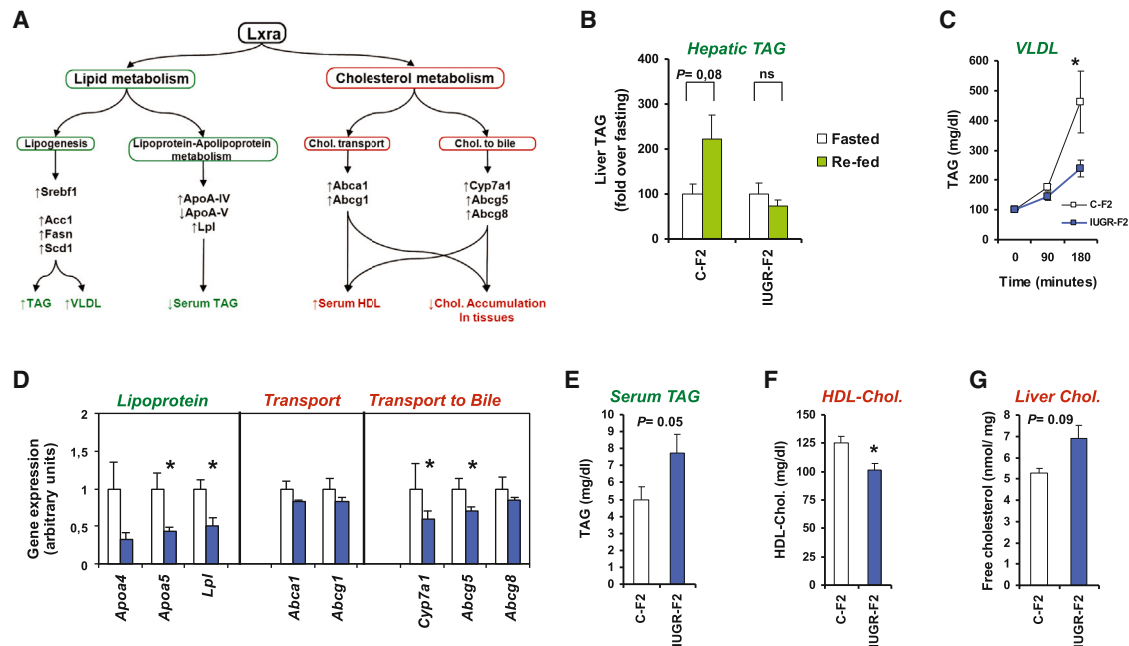 A
Lxra
Lipid metabolism
Cholesterol metabolism
Lipogenesis
Lipoprotein-Apolipoprotein
metabolism
Chol. transport
Chol. to bile
↑Srebf1
↑Acc1
↑Fasn
↑Scd1
↑ApoA-IV
↓ApoA-V
↑Lpl
↑Abca1
↑Abcg1
↑Cyp7a1
↑Abcg5
↑Abcg8
↑TAG
↑VLDL
↓Serum TAG
↑Serum HDL
↓Chol. Accumulation
In tissues
B
Hepatic TAG
Liver TAG
(fold over fasting)
400
300
200
100
0
P= 0,08
ns
Fasted
Re-fed
C-F2
IUGR-F2
C
VLDL
TAG (mg/dl)
600
500
400
300
200
100
0
*
C-F2
IUGR-F2
0 90 180
Time (minutes)
D
Lipoprotein
Transport
Transport to Bile
Gene expression
(arbitrary units)
2
1,5
1
0,5
0
* * * *
Apoa4
Apoa5
Lpl
Abca1
Abcg1
Cyp7a1
Abcg5
Abcg8
E
Serum TAG
TAG (mg/dl)
10
9
8
7
6
5
4
3
2
1
0
P= 0.05
C-F2
IUGR-F2
F
HDL-Chol.
HDL-Chol. (mg/dl)
150
125
100
75
50
25
0
*
C-F2
IUGR-F2
G
Liver Chol.
Free cholesterol (nmol/ mg)
8
7
6
5
4
3
2
1
0
P= 0.09
C-F2
IUGR-F2